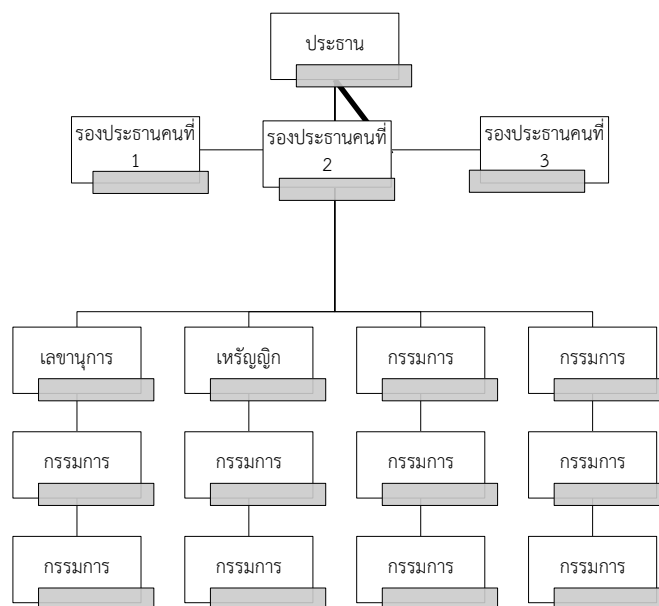 ประธาน
รองประธานคนที่
1
รองประธานคนที่
2
รองประธานคนที่
3
เลขานุการ
เหรัญญิก
กรรมการ
กรรมการ
กรรมการ
กรรมการ
กรรมการ
กรรมการ
กรรมการ
กรรมการ
กรรมการ
กรรมการ